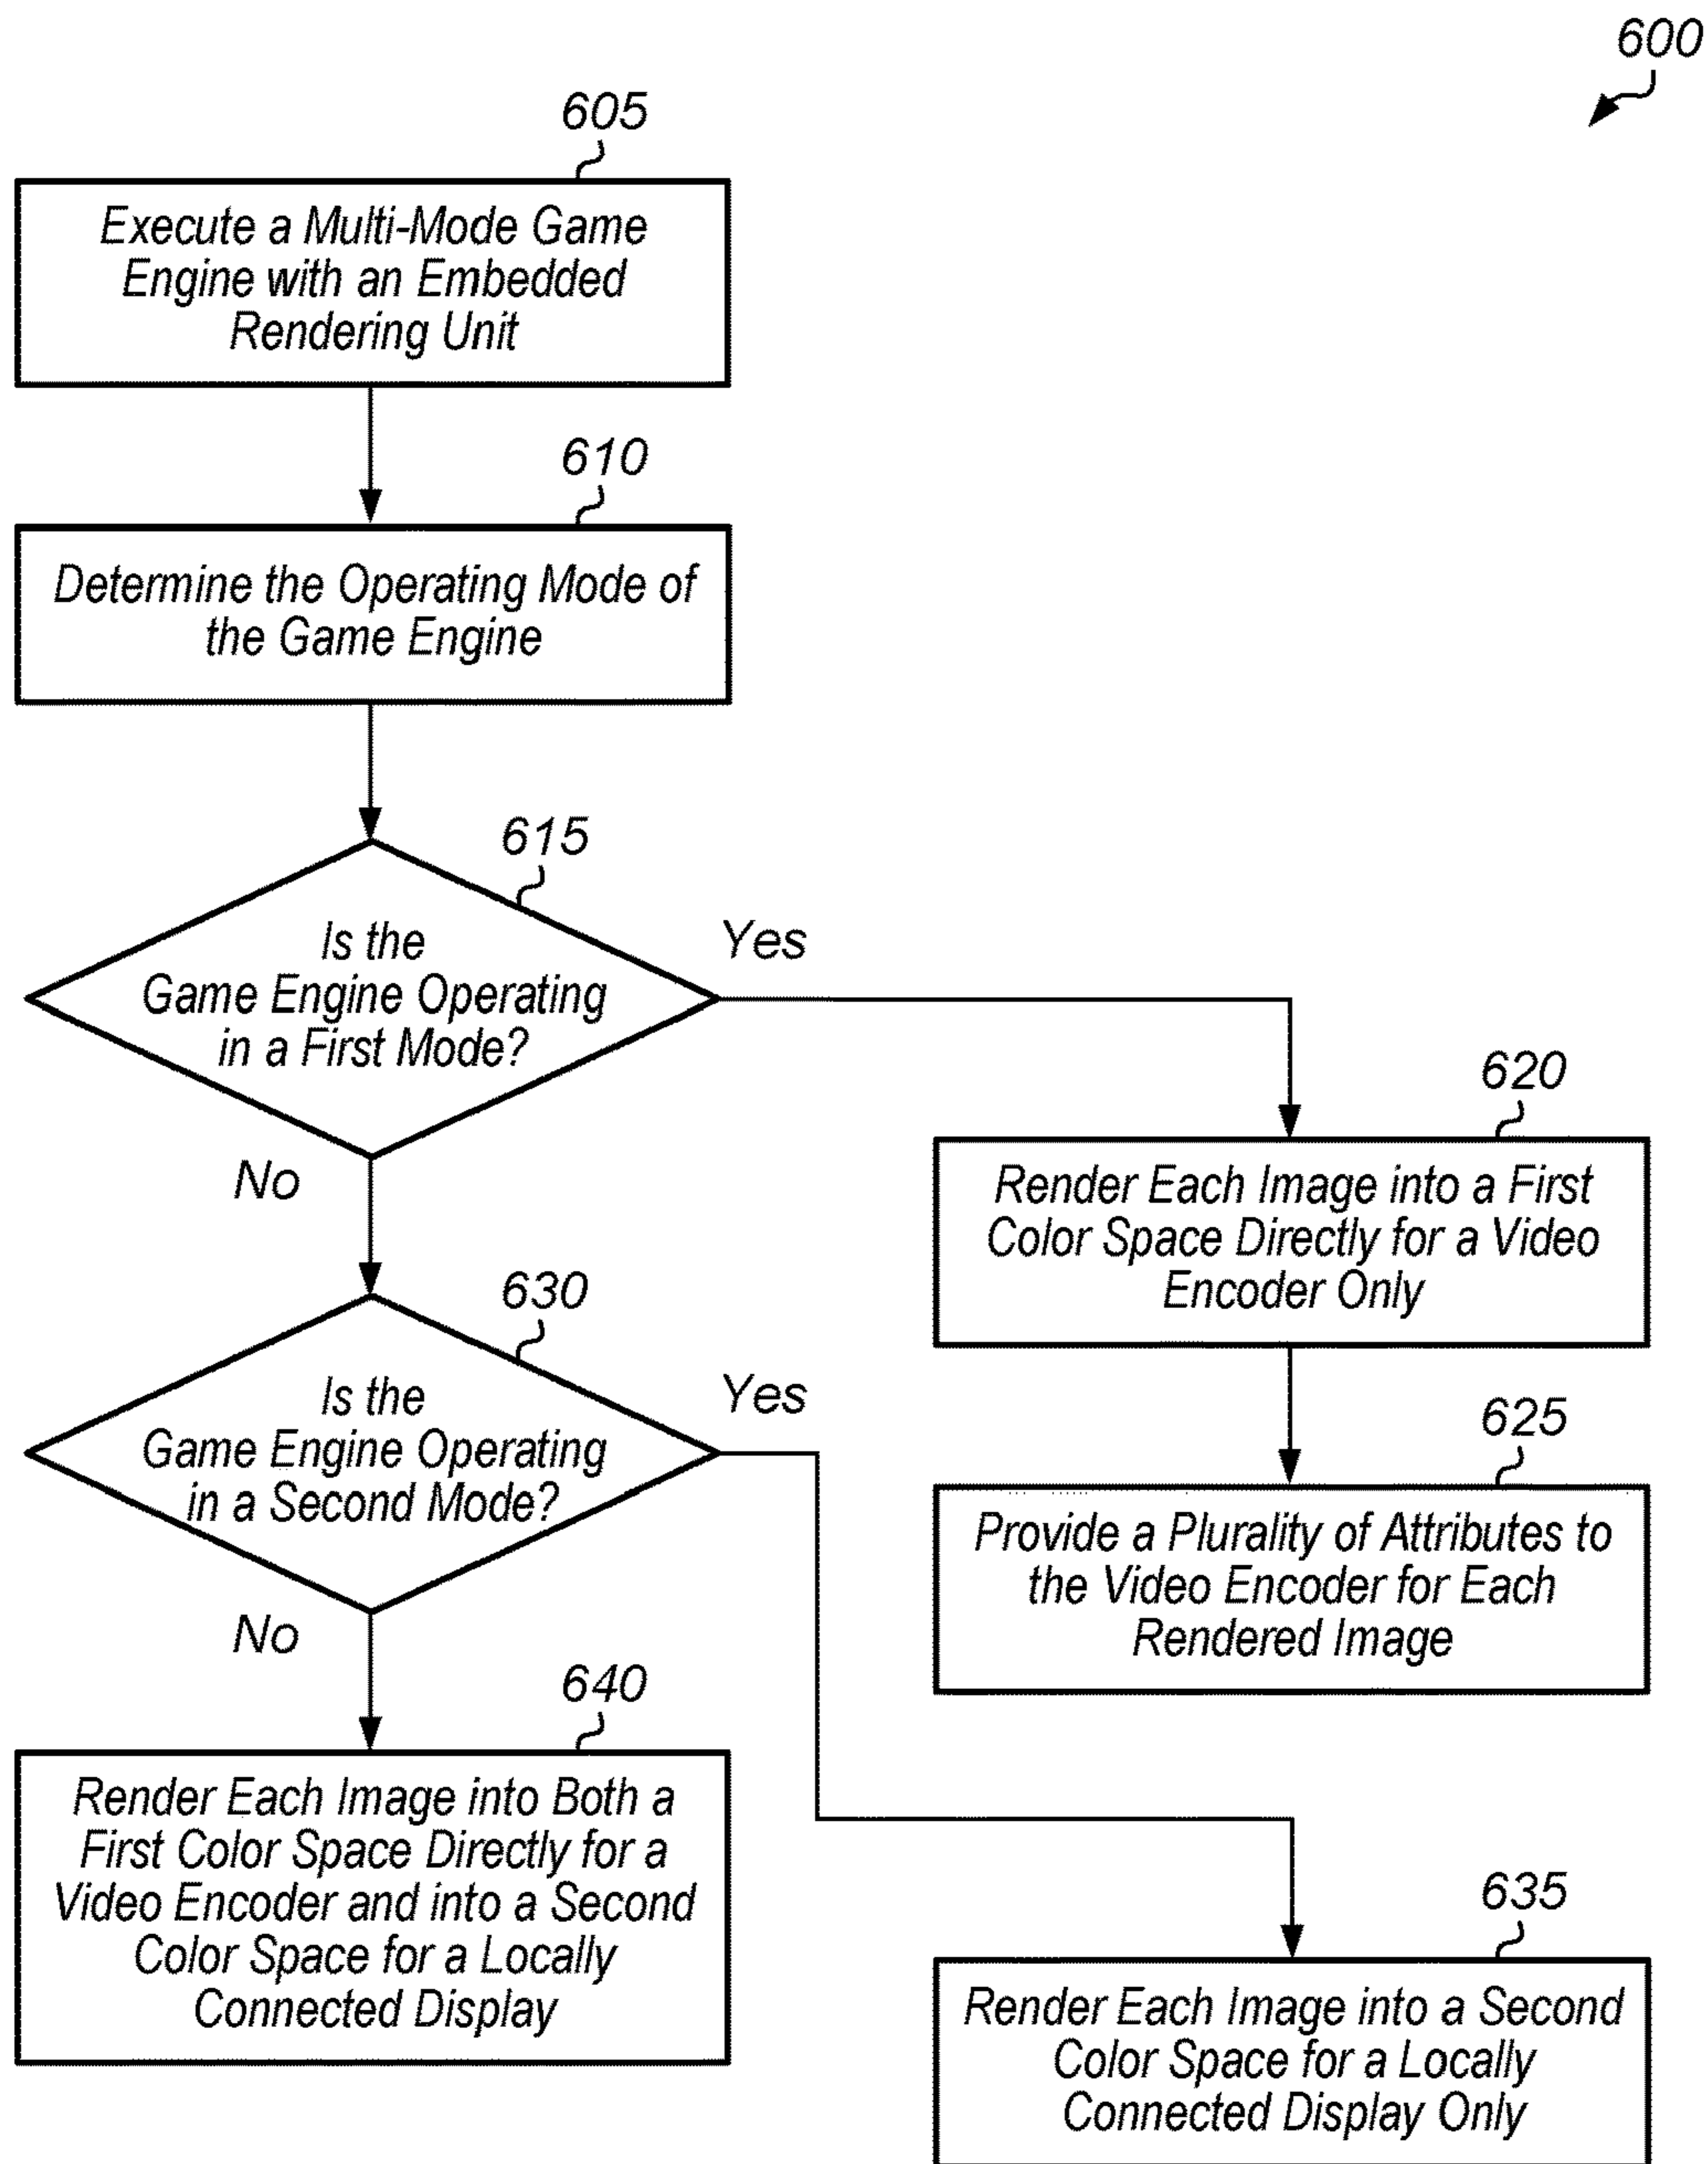 600
605
Execute a Multi-Mode Game
Engine with an Embedded
Rendering Unit
610
Determine the Operating Mode of
the Game Engine
615
Is the
Game Engine Operating
in a First Mode?
Yes
No
620
Render Each Image into a First
Color Space Directly for a Video
Encoder Only
625
Provide a Plurality of Attributes to
the Video Encoder for Each
Rendered Image
630
Is the
Game Engine Operating
in a Second Mode?
Yes
No
640
Render Each Image into Both a
First Color Space Directly for a
Video Encoder and into a Second
Color Space for a Locally
Connected Display
635
Render Each Image into a Second
Color Space for a Locally
Connected Display Only